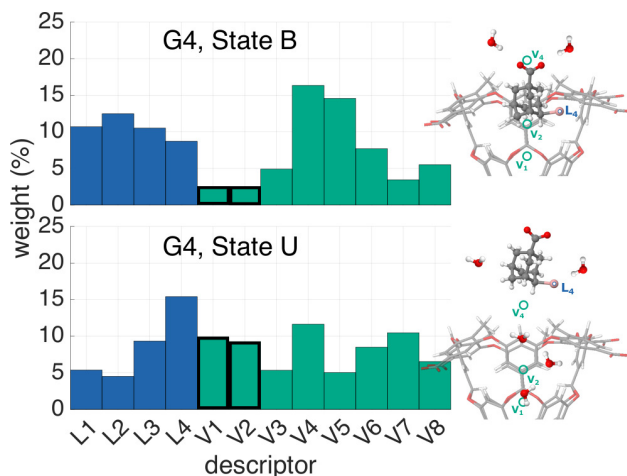 G4, State B
25
20
15
10
5
0
V4
L4
V2
V1
weight (%)
G4, State U
25
20
15
10
5
0
L4
V4
V2
V1
L1 L2 L3 L4 V1 V2 V3 V4 V5 V6 V7 V8
descriptor